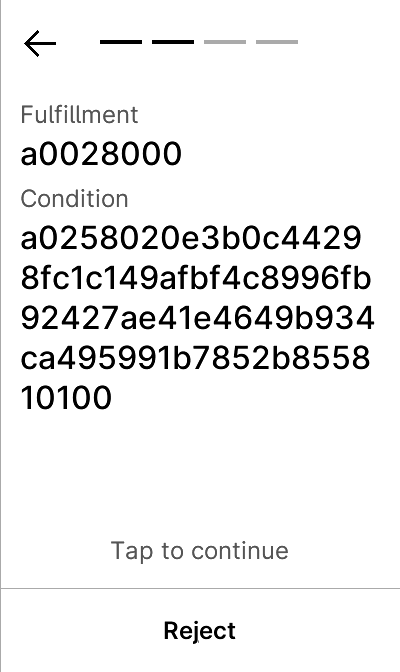 Fulfillment
a0028000
Condition
a0258020e3b0c4429
8fc1c149afbf4c8996fb
92427ae41e4649b934
ca495991b7852b8558
10100
Tap to continue
Reject